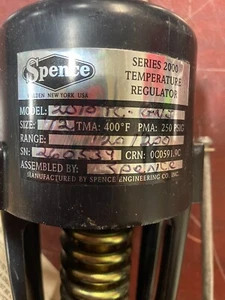 Spence
WALDEN NEW YORK
SERIES 2000
TEMPERATURE
REGULATOR
MODEL:
SIZE: TMA: 400°F PMA: 250 PSIG
RANGE:
SN: CRN: 0C0591.9C
ASSEMBLED BY: SPENCE
MANUFACTURED BY SPENCE ENGINEERING CO. INC.